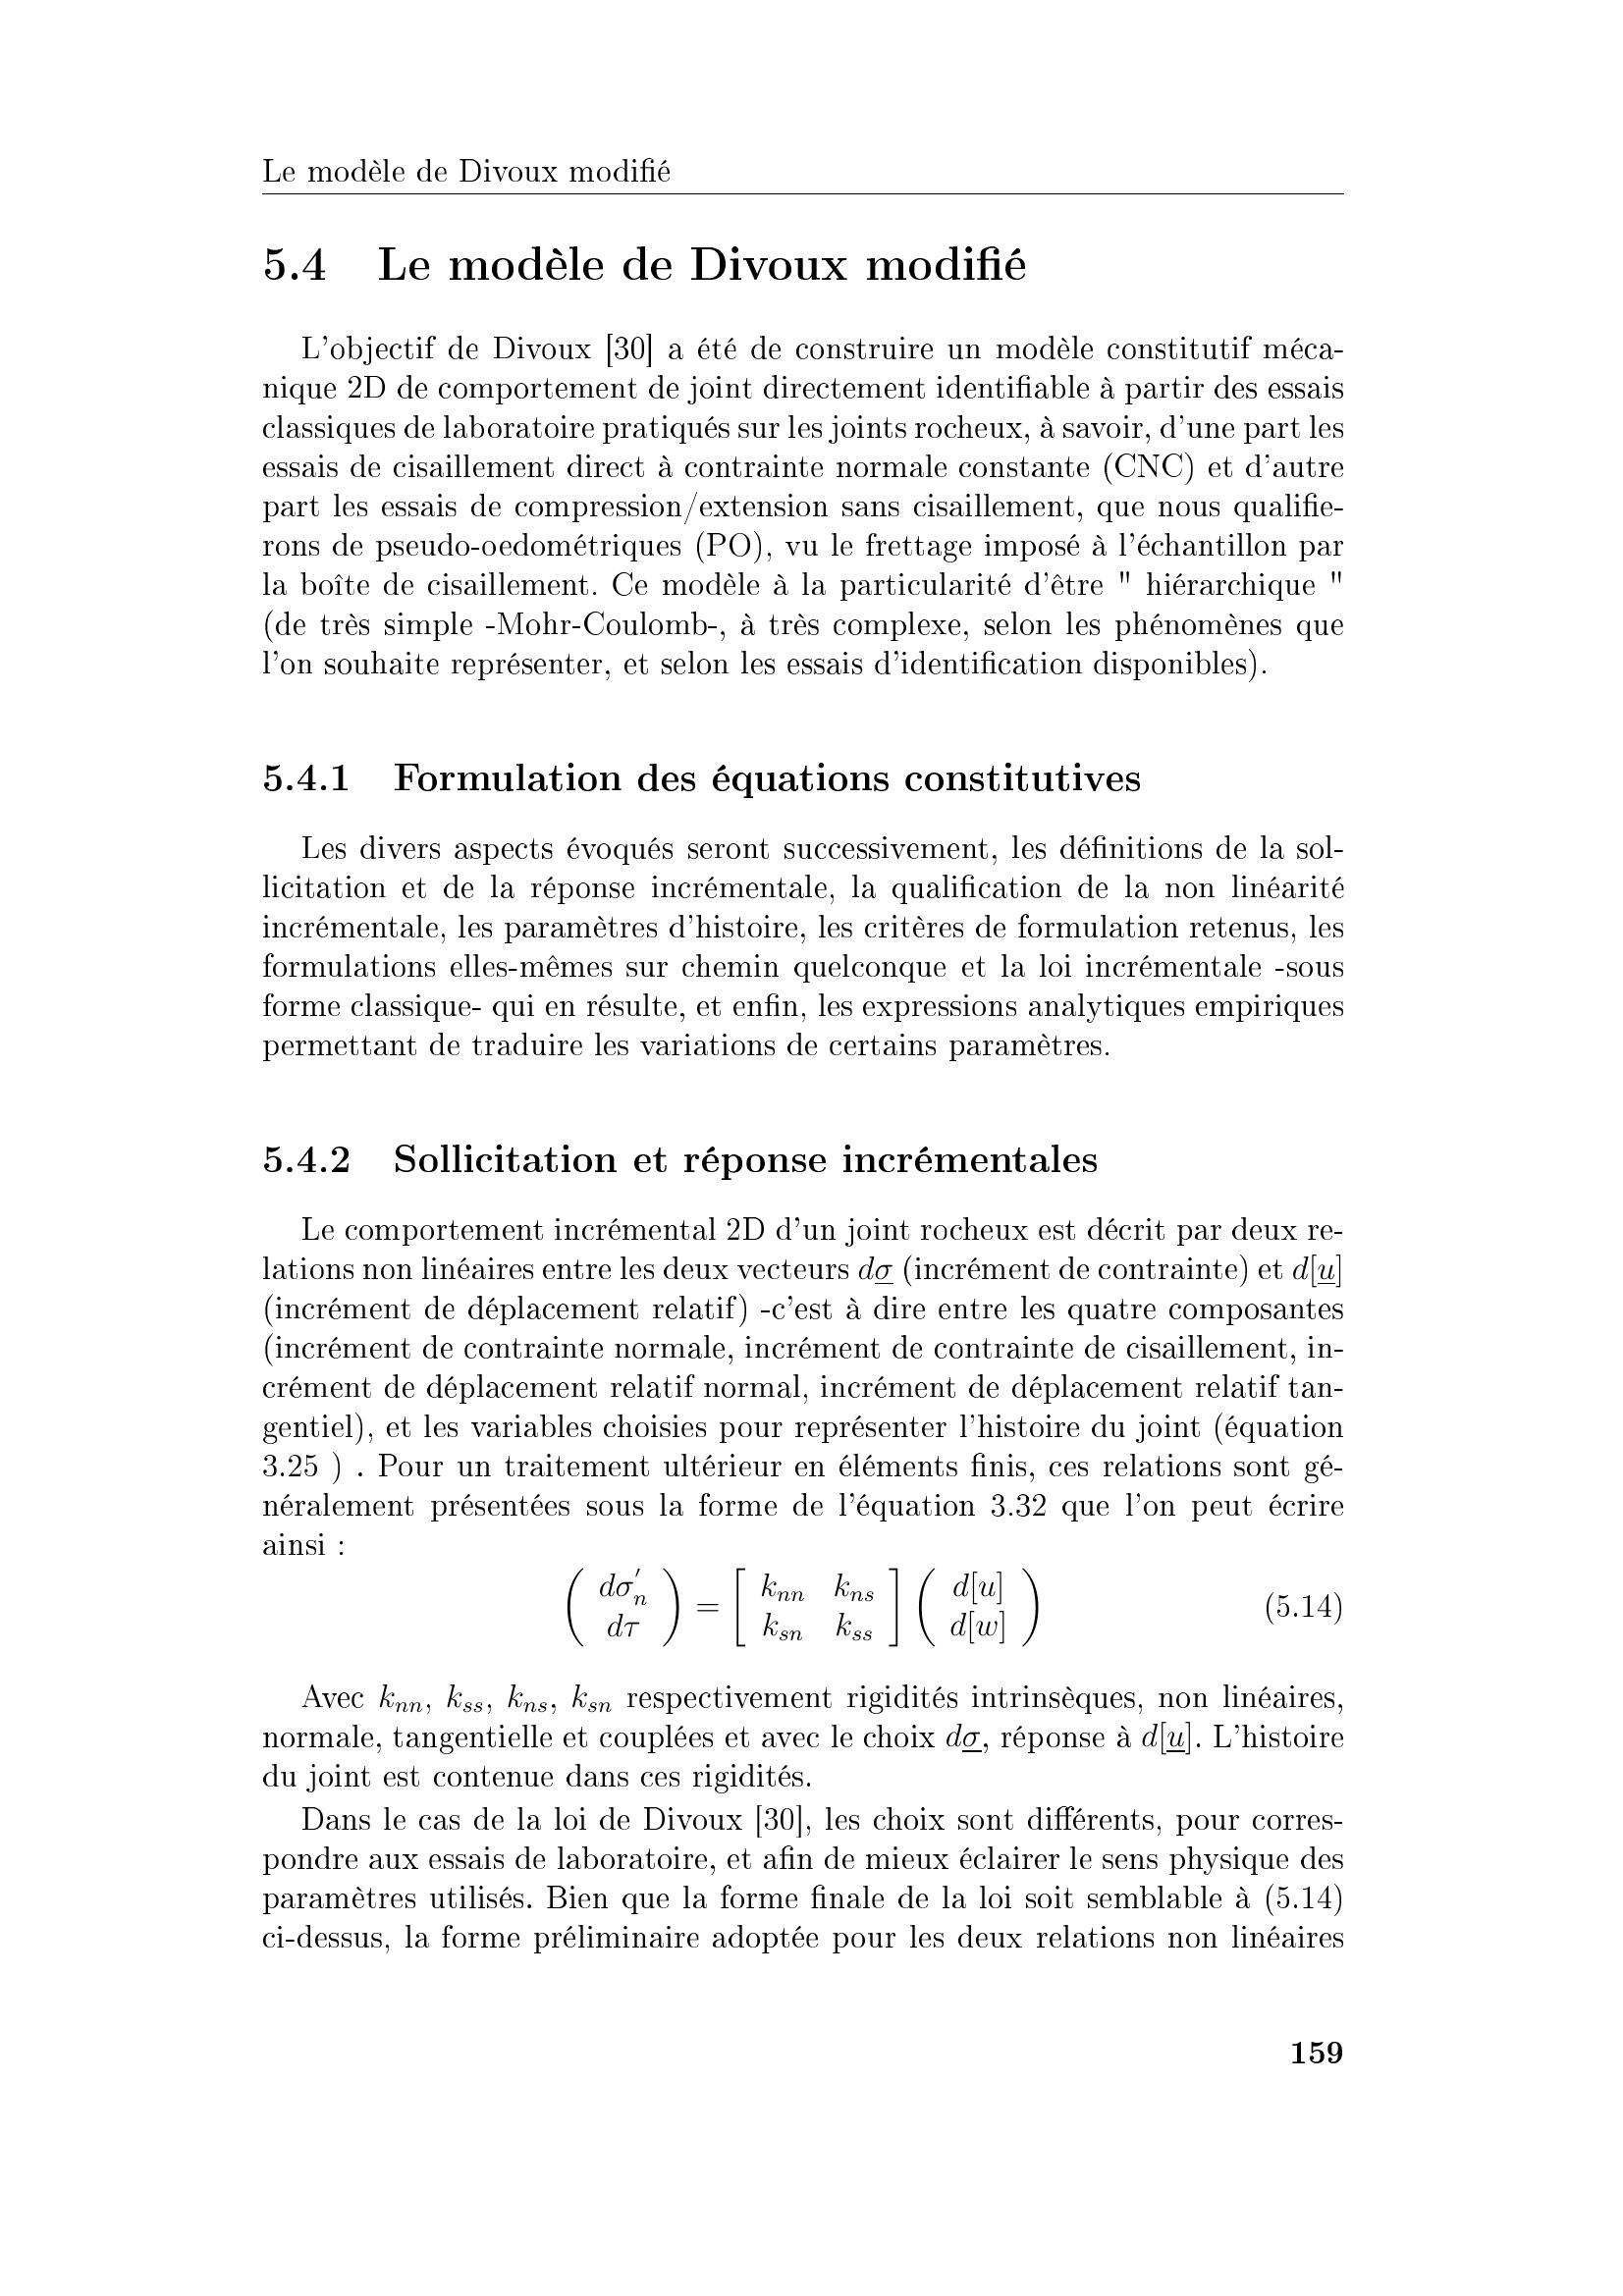 Le modèle de Divoux modifié
5.4 Le modèle de Divoux modifié
L'objectif de Divoux [30] a été de construire un modèle constitutif méca-
nique 2D de comportement de joint directement identifiable à partir des essais
classiques de laboratoire pratiqués sur les joints rocheux, à savoir, d'une part les
essais de cisaillement direct à contrainte normale constante (CNC) et d'autre
part les essais de compression/extension sans cisaillement, que nous qualifie-
rons de pseudo-oedométriques (PO), vu le frettage imposé à l'échantillon par
la boîte de cisaillement. Ce modèle à la particularité d'être " hiérarchique "
(de très simple -Mohr-Coulomb-, à très complexe, selon les phénomènes que
l'on souhaite représenter, et selon les essais d'identification disponibles).
5.4.1 Formulation des équations constitutives
Les divers aspects évoqués seront successivement, les définitions de la sol-
licitation et de la réponse incrémentale, la qualification de la non linéarité
incrémentale, les paramètres d'histoire, les critères de formulation retenus, les
formulations elles-mêmes sur chemin quelconque et la loi incrémentale -sous
forme classique- qui en résulte, et enfin, les expressions analytiques empiriques
permettant de traduire les variations de certains paramètres.
5.4.2 Sollicitation et réponse incrémentales
Le comportement incrémental 2D d'un joint rocheux est décrit par deux re-
lations non linéaires entre les deux vecteurs $d\underline{\sigma}$ (incrément de contrainte) et $d[\underline{u}]$
(incrément de déplacement relatif) -c'est à dire entre les quatre composantes
(incrément de contrainte normale, incrément de contrainte de cisaillement, in-
crément de déplacement relatif normal, incrément de déplacement relatif tan-
gentiel), et les variables choisies pour représenter l'histoire du joint (équation
3.25 ) . Pour un traitement ultérieur en éléments finis, ces relations sont gé-
néralement présentées sous la forme de l'équation 3.32 que l'on peut écrire
ainsi :
$\begin{pmatrix} d\sigma_n^{'} \\ d\tau \end{pmatrix} = \begin{bmatrix} k_{nn} & k_{ns} \\ k_{sn} & k_{ss} \end{bmatrix} \begin{pmatrix} d[u] \\ d[w] \end{pmatrix}$ (5.14)
Avec $k_{nn}$, $k_{ss}$, $k_{ns}$, $k_{sn}$ respectivement rigidités intrinsèques, non linéaires,
normale, tangentielle et couplées et avec le choix $d\underline{\sigma}$, réponse à $d[\underline{u}]$. L'histoire
du joint est contenue dans ces rigidités.
Dans le cas de la loi de Divoux [30], les choix sont différents, pour corres-
pondre aux essais de laboratoire, et afin de mieux éclairer le sens physique des
paramètres utilisés. Bien que la forme finale de la loi soit semblable à (5.14)
ci-dessus, la forme préliminaire adoptée pour les deux relations non linéaires
159